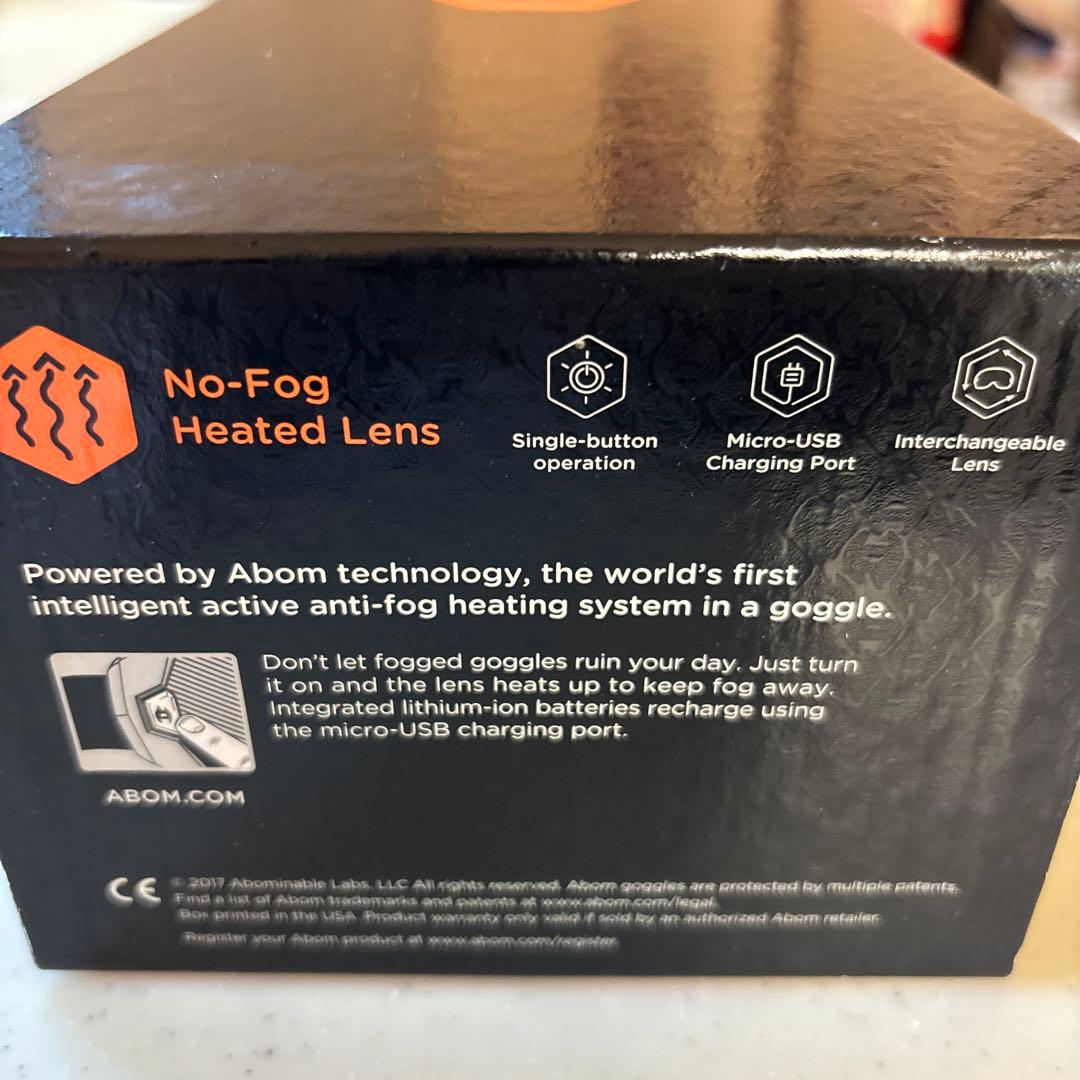 No-Fog
Heated Lens
Single-button
operation
Micro-USB
Charging Port
Interchangeable
Lens
Powered by Abom technology, the world's first
intelligent active anti-fog heating system in a goggle.
Don't let fogged goggles ruin your day. Just turn
it on and the lens heats up to keep fog away.
Integrated lithium-ion batteries recharge using
the micro-USB charging port.
ABOM.COM
CE
© 2017 Abominable Labs, LLC All rights reserved. Abom goggles are protected by multiple patents.
Find a list of Abom trademarks and patents at www.abom.com/legal.
Box printed in the USA. Product warranty only valid if sold by an authorized Abom retailer.
Register your Abom product at www.abom.com/register.